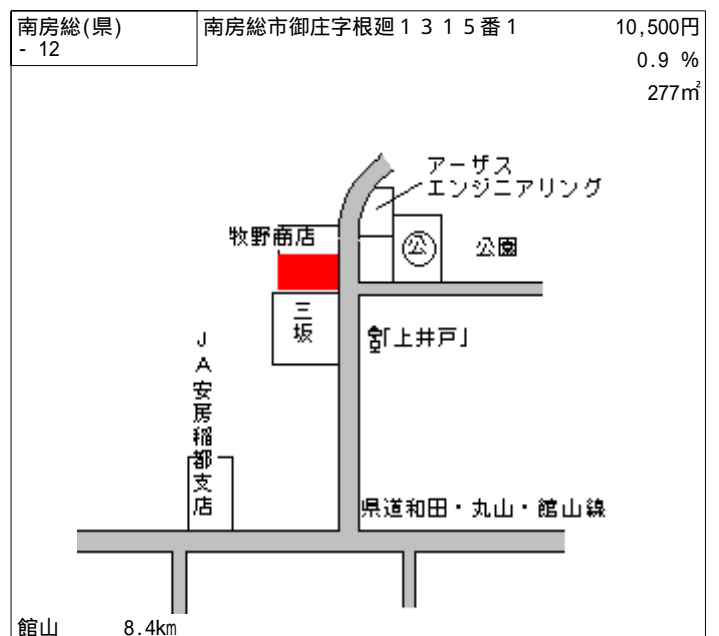 南房総(県)
- 12
南房総市御庄字根廻１３１５番１
10,500円
0.9 %
277㎡
アーザス
エンジニアリング
牧野商店
公
公園
三坂
「上井戸」
ＪＡ安房稲都支店
県道和田・丸山・館山線
館山 8.4km